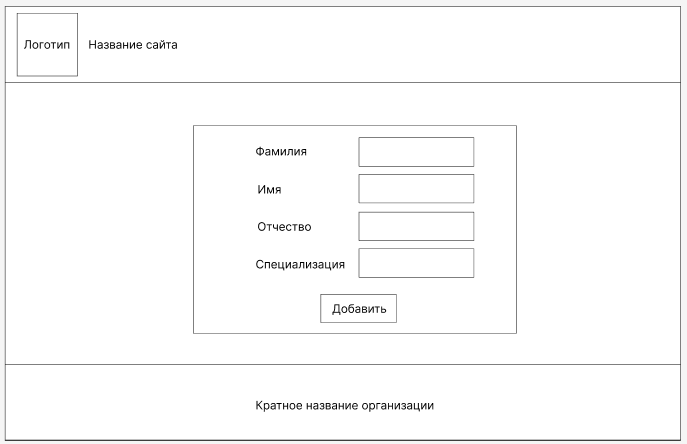 Логотип
Название сайта
Фамилия
Имя
Отчество
Специализация
Добавить
Кратное название организации